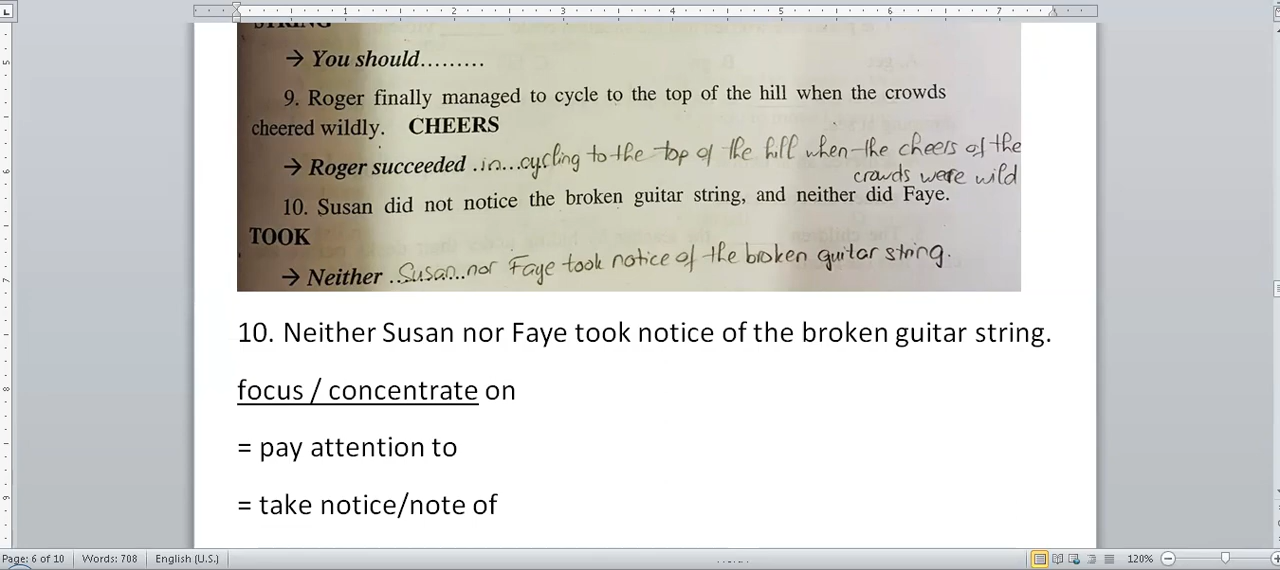 STRING
→ You should.........
9. Roger finally managed to cycle to the top of the hill when the crowds
cheered wildly. CHEERS
→ Roger succeeded ..in...cycling to the top of the hill when the cheers of the
crowds were wild
10. Susan did not notice the broken guitar string, and neither did Faye.
TOOK
→ Neither ..Susan..nor Faye took notice of the broken guitar string.
10. Neither Susan nor Faye took notice of the broken guitar string.
focus / concentrate on
= pay attention to
= take notice/note of
Page: 6 of 10 Words: 708 English (U.S.) 120%